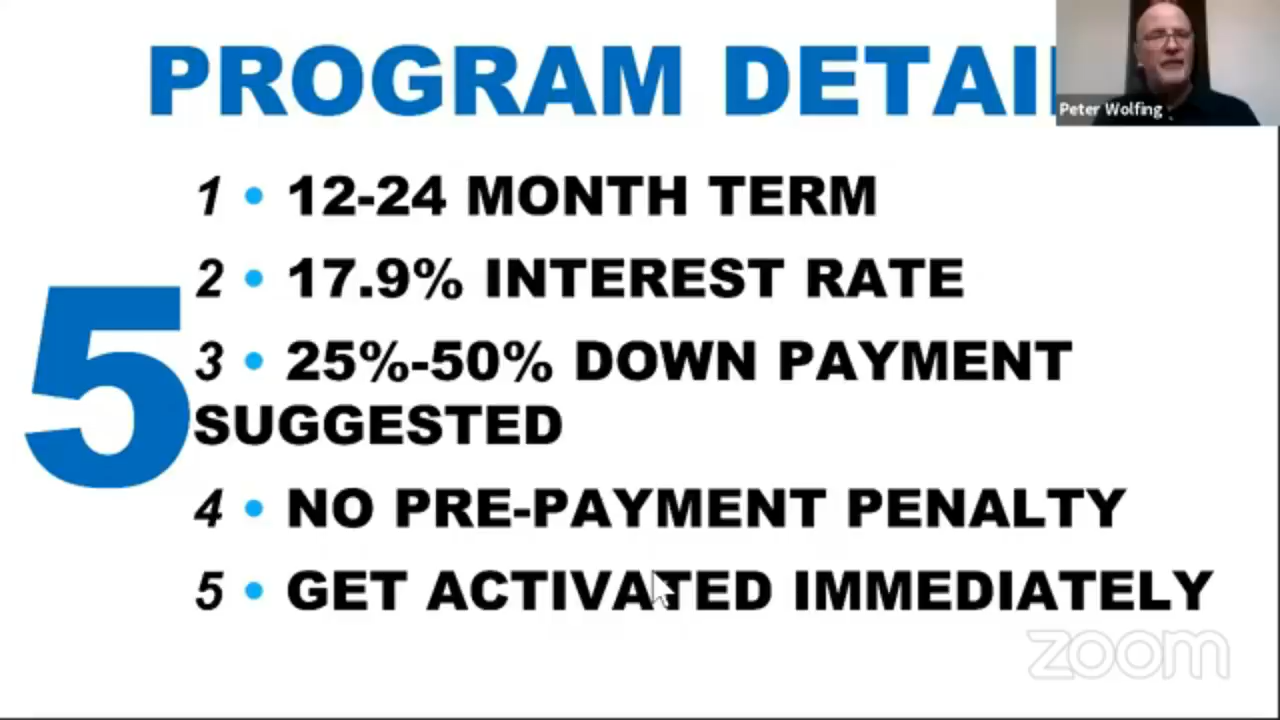 PROGRAM DETAI
Peter Wolfing
1 • 12-24 MONTH TERM
2 • 17.9% INTEREST RATE
5
3 • 25%-50% DOWN PAYMENT
SUGGESTED
4 • NO PRE-PAYMENT PENALTY
5 • GET ACTIVATED IMMEDIATELY
zoom